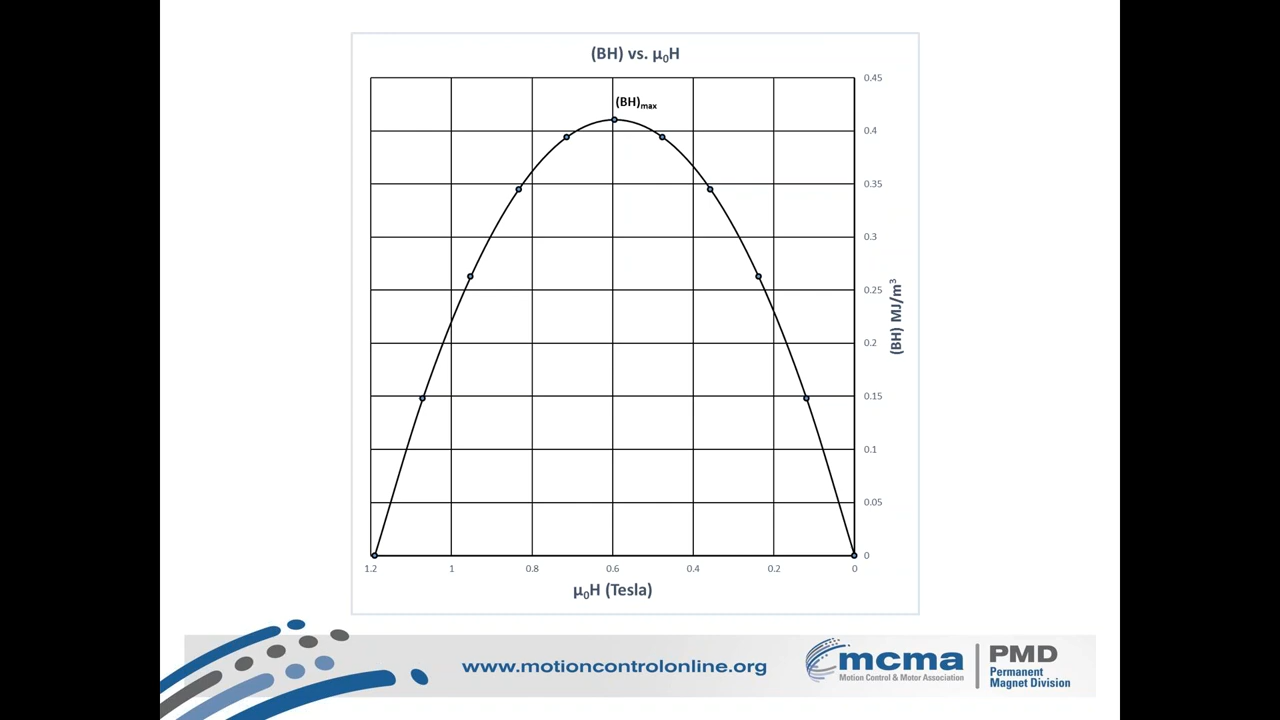 (BH) vs. μ₀H
(BH)max
0.45
0.4
0.35
0.3
0.25
0.2
0.15
0.1
0.05
0
(BH) MJ/m³
1.2 1 0.8 0.6 0.4 0.2 0
μ₀H (Tesla)
www.motioncontrolonline.org
mcma
Motion Control & Motor Association
PMD
Permanent
Magnet Division